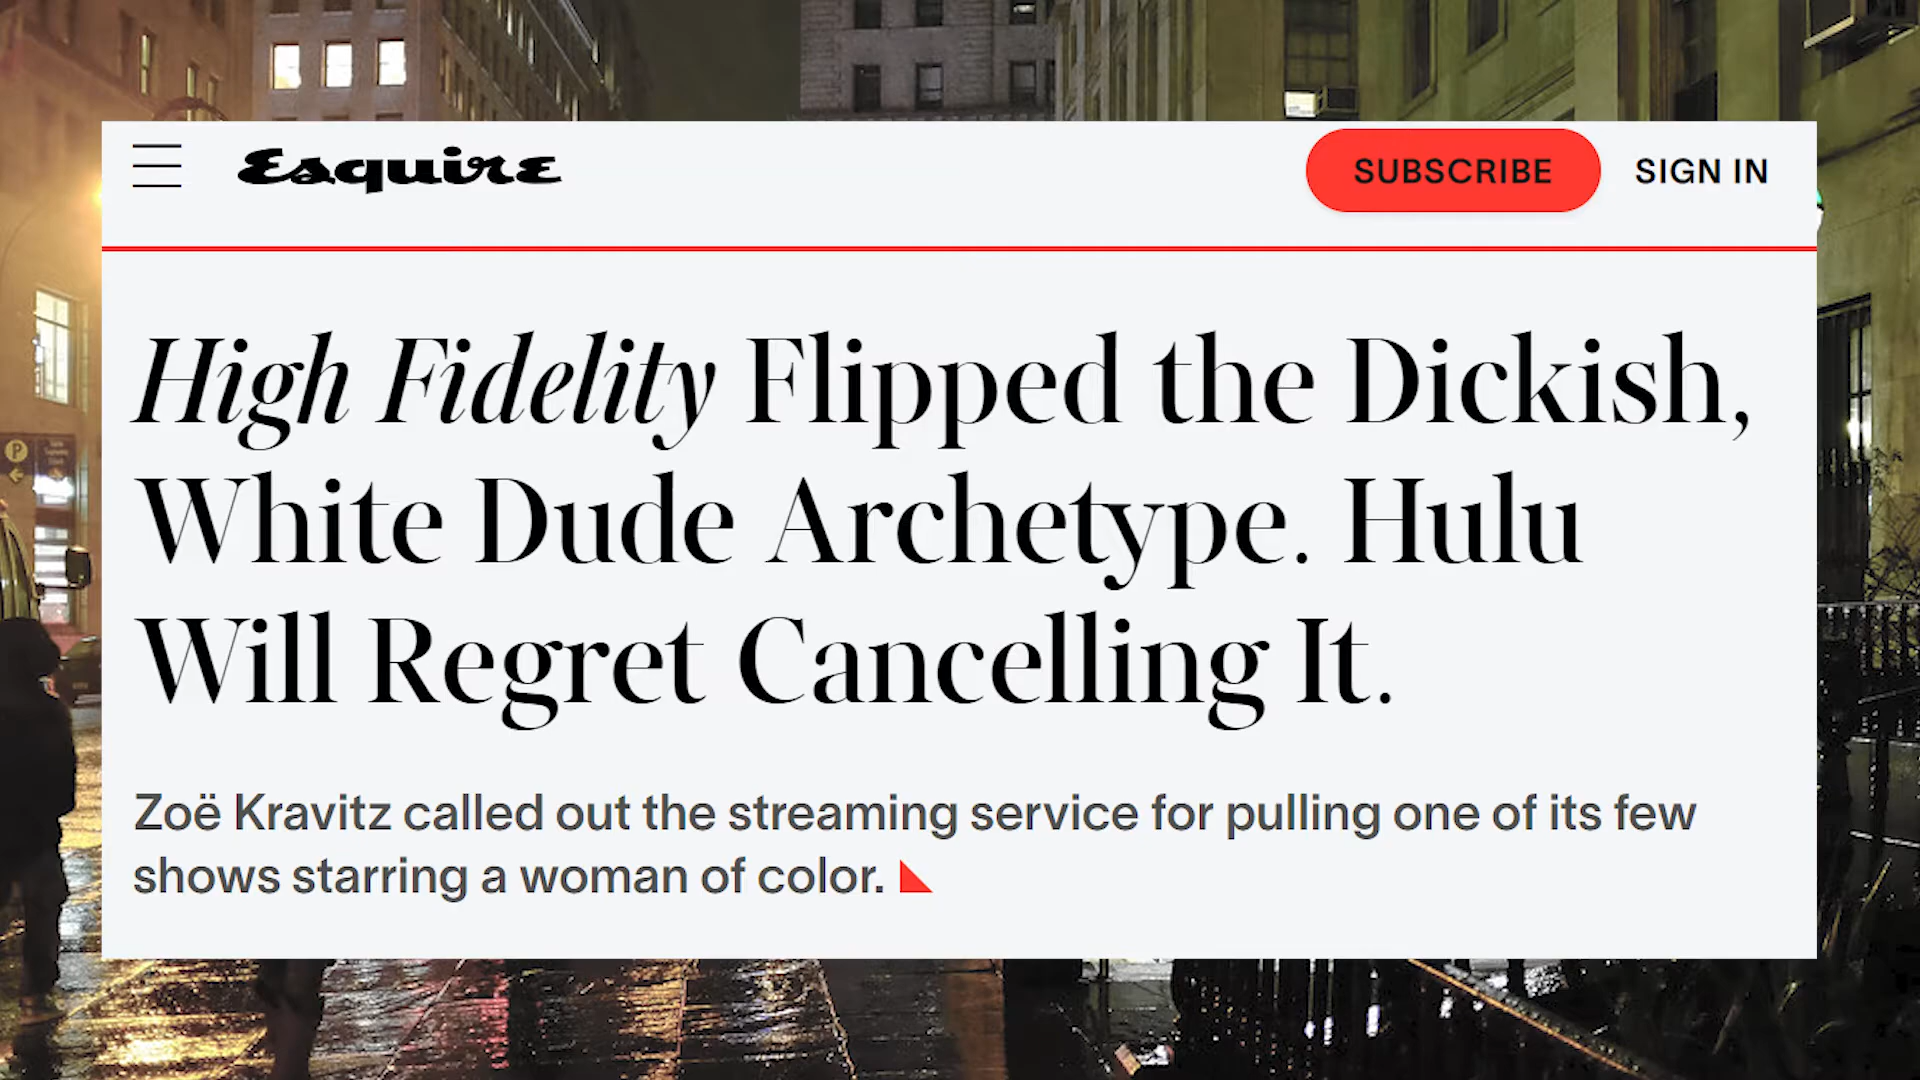 Esquire
SUBSCRIBE
SIGN IN
High Fidelity Flipped the Dickish,
White Dude Archetype. Hulu
Will Regret Cancelling It.
Zoë Kravitz called out the streaming service for pulling one of its few
shows starring a woman of color.
P